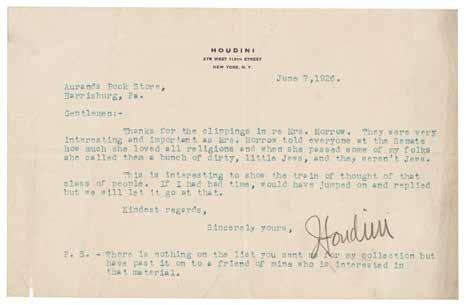 HOUDINI
278 WEST 113TH STREET
NEW YORK, N. Y.
June 7, 1926.
Aurands Book Store,
Harrisburg, Pa.
Gentlemen:-
Thanks for the clippings in re Mrs. Morrow. They were very
interesting and important as Mrs. Morrow told everyone at the Senate
how much she loved all religions and when she passed some of my folks
she called them a bunch of dirty, little Jews, and they weren't Jews.
This is interesting to show the train of thought of that
class of people. If I had had time, would have jumped on and replied
but we will let it go at that.
Kindest regards,
Sincerely yours,
Houdini
P. S. - There is nothing on the list you sent me for my collection but
have past it on to a friend of mine who is interested in
that material.